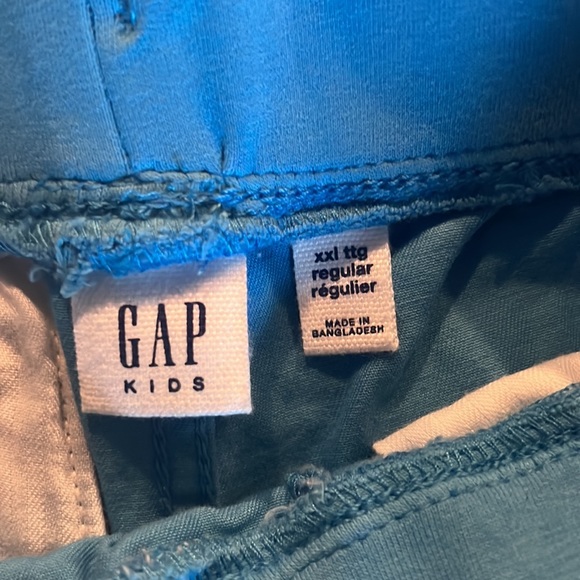 GAP
KIDS
xxl ttg
regular
régulier
MADE IN
BANGLADESH